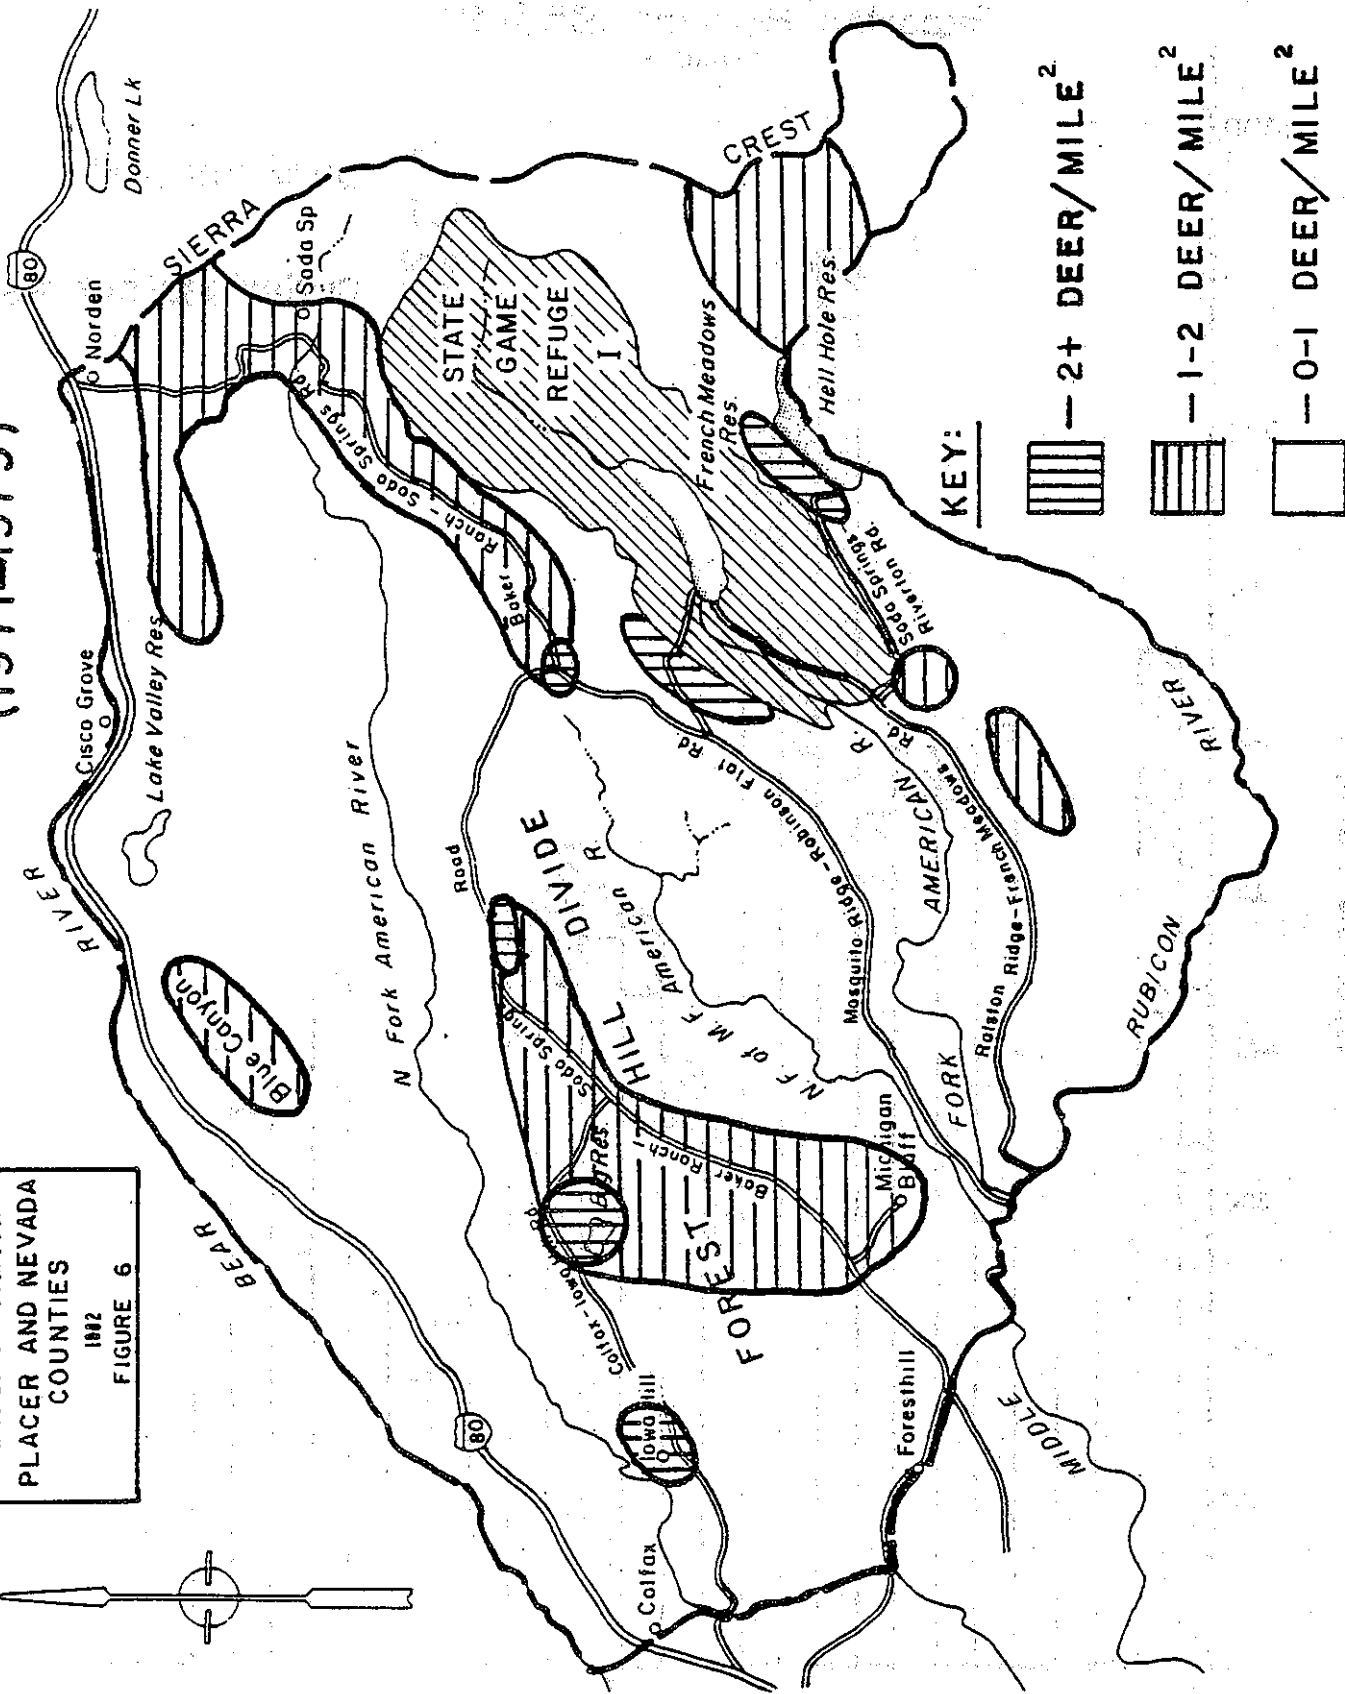 PLACER AND NEVADA
COUNTIES
1882
FIGURE 6
80
Donner Lk
Norden
SIERRA
CREST
Soda Sp
Cisco Grove
Lake Valley Res.
RIVER
BEAR
Blue Canyon
N Fork American River
STATE
GAME
REFUGE
I
French Meadows
Res.
Hell Hole Res.
Soda Springs Rd.
Baker Ranch - Soda Springs
Road
Soda Springs
Riverton Rd.
Mosquito Ridge - Robinson Flat Rd
Ralston Ridge - French Meadows Rd.
FOREST HILL DIVIDE
N.F. of M.F. American R
MIDDLE FORK AMERICAN R.
RUBICON RIVER
Baker Ranch - Soda Spring
Big Res.
Colfax - Iowa Hill Rd.
Iowa Hill
Michigan
Bluff
Foresthill
Colfax
80
KEY:
— 2+ DEER/MILE²
— 1-2 DEER/MILE²
— 0-1 DEER/MILE²